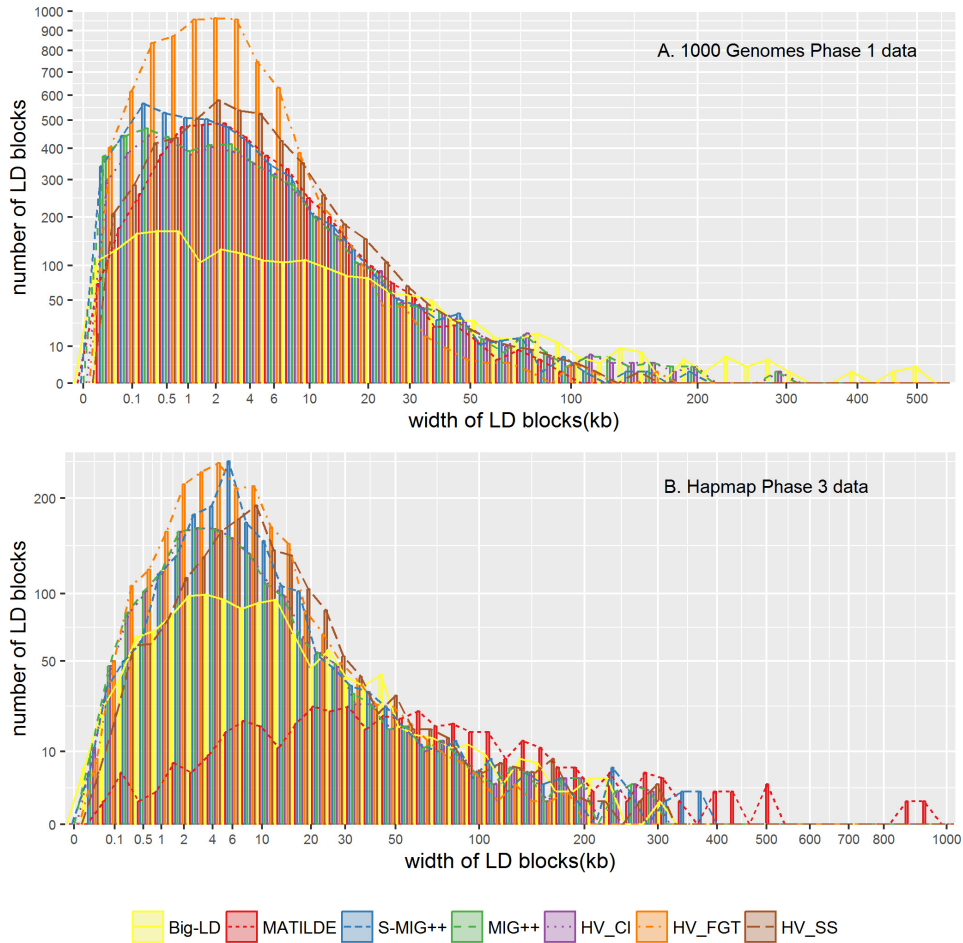 1000
900
800
700
600
500
400
300
200
100
50
10
0
number of LD blocks
A. 1000 Genomes Phase 1 data
0 0.1 0.5 1 2 4 6 10 20 30 50 100 200 300 400 500
width of LD blocks(kb)
200
100
50
10
0
number of LD blocks
B. Hapmap Phase 3 data
0 0.1 0.5 1 2 4 6 10 20 30 50 100 200 300 400 500 600 700 800 1000
width of LD blocks(kb)
Big-LD MATILDE S-MIG++ MIG++ HV_CI HV_FGT HV_SS